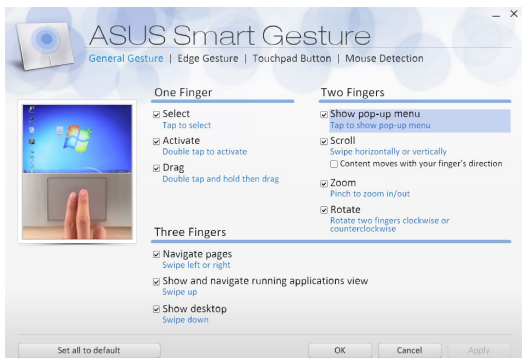 ASUS Smart Gesture
General Gesture | Edge Gesture | Touchpad Button | Mouse Detection
One Finger
Select
Tap to select
Activate
Double tap to activate
Drag
Double tap and hold then drag
Two Fingers
Show pop-up menu
Tap to show pop-up menu
Scroll
Swipe horizontally or vertically
Content moves with your finger's direction
Zoom
Pinch to zoom in/out
Rotate
Rotate two fingers clockwise or
counterclockwise
Three Fingers
Navigate pages
Swipe left or right
Show and navigate running applications view
Swipe up
Show desktop
Swipe down
Set all to default
OK
Cancel
Apply